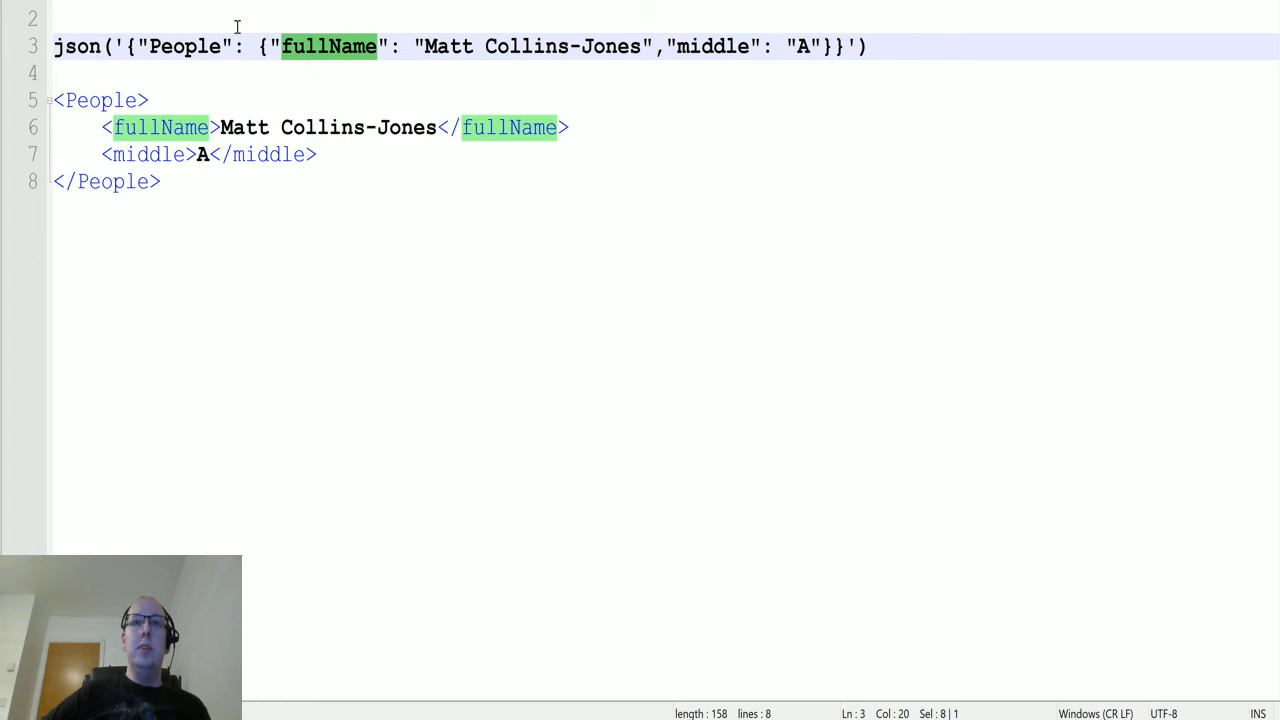 2
3 json('{"People": {"fullName": "Matt Collins-Jones","middle": "A"}}')
4
5 <People>
6 <fullName>Matt Collins-Jones</fullName>
7 <middle>A</middle>
8 </People>
length : 158 lines : 8 Ln : 3 Col : 20 Sel : 8 | 1 Windows (CR LF) UTF-8 INS